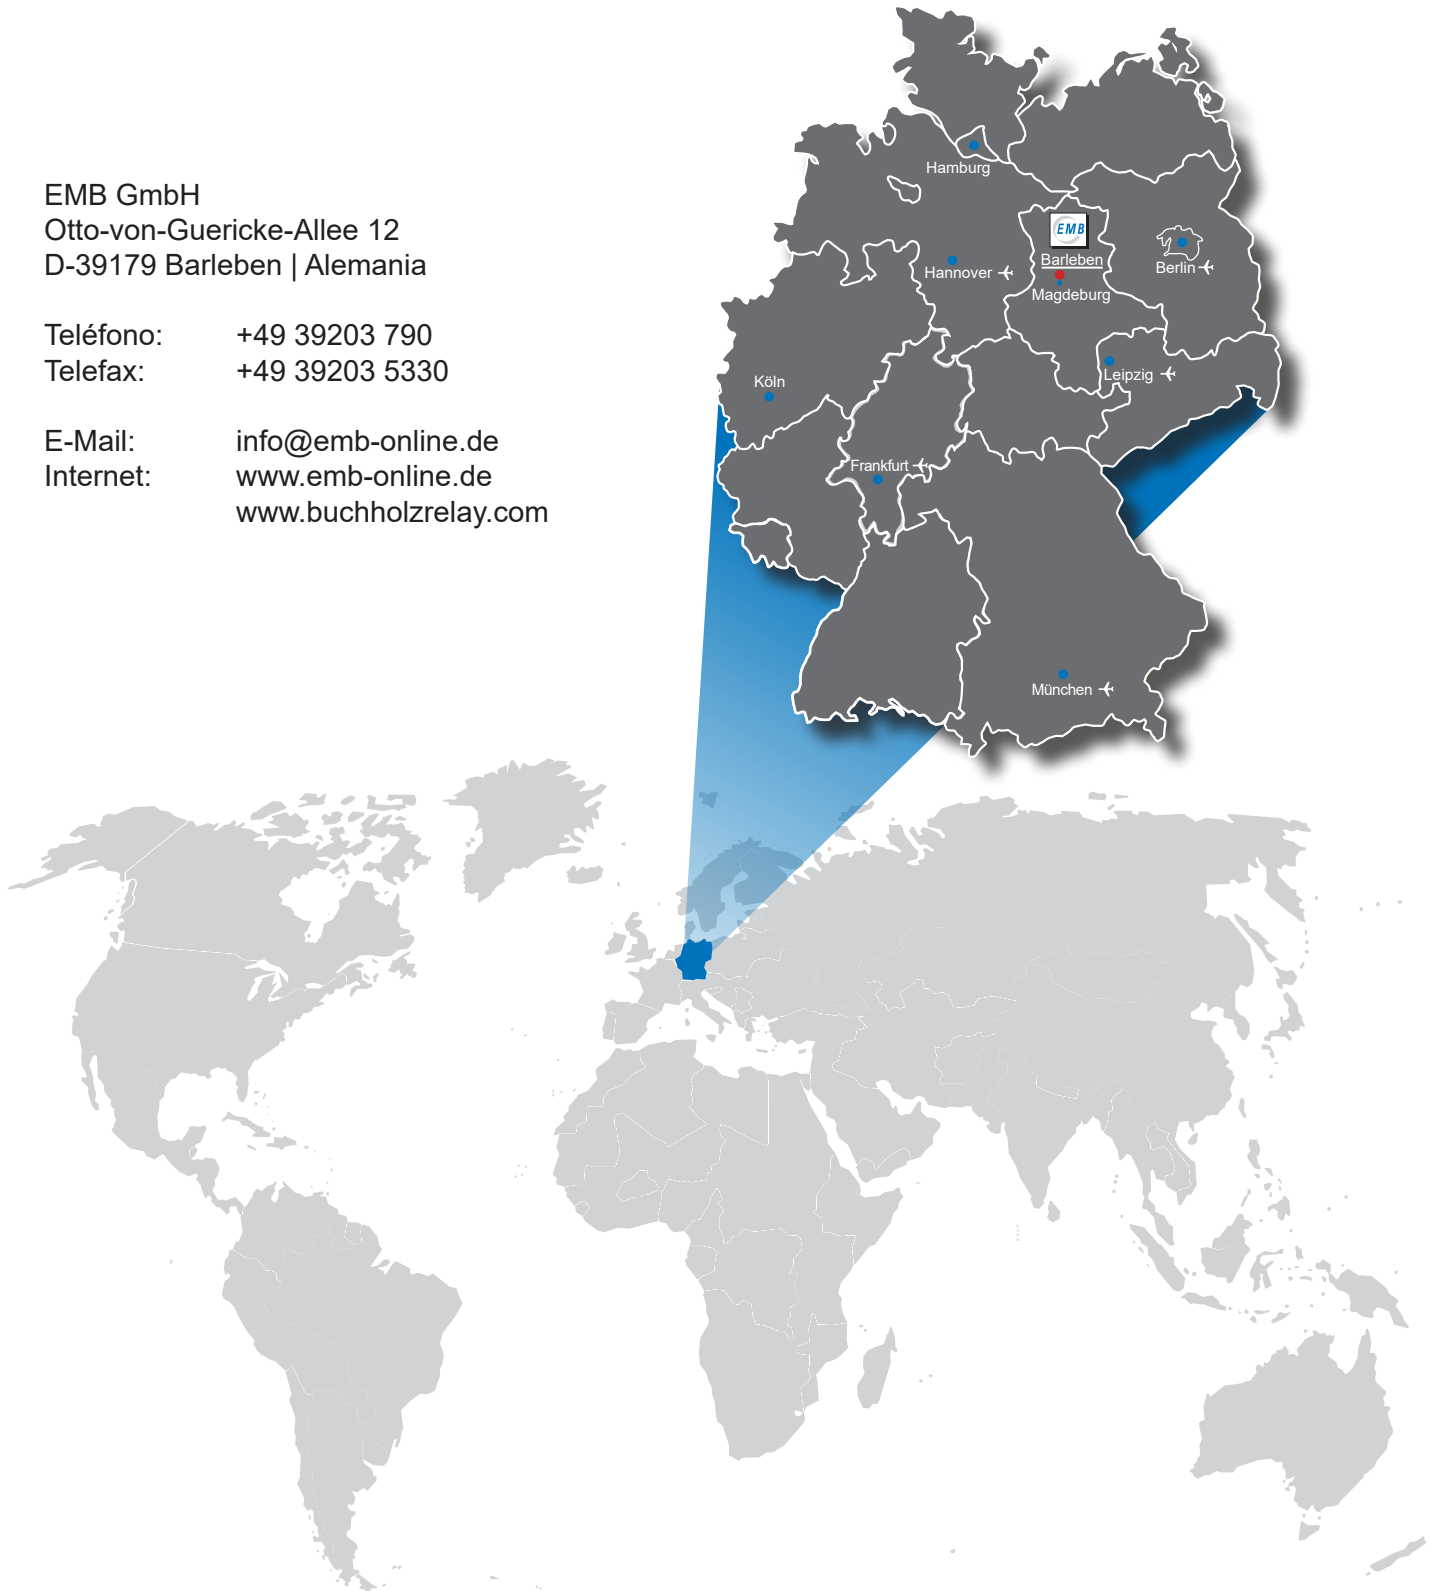 EMB GmbH
Otto-von-Guericke-Allee 12
D-39179 Barleben | Alemania
Teléfono: +49 39203 790
Telefax: +49 39203 5330
E-Mail: info@emb-online.de
Internet: www.emb-online.de
www.buchholzrelay.com
Hamburg
EMB
Barleben
Berlin
Hannover
Magdeburg
Leipzig
Köln
Frankfurt
München